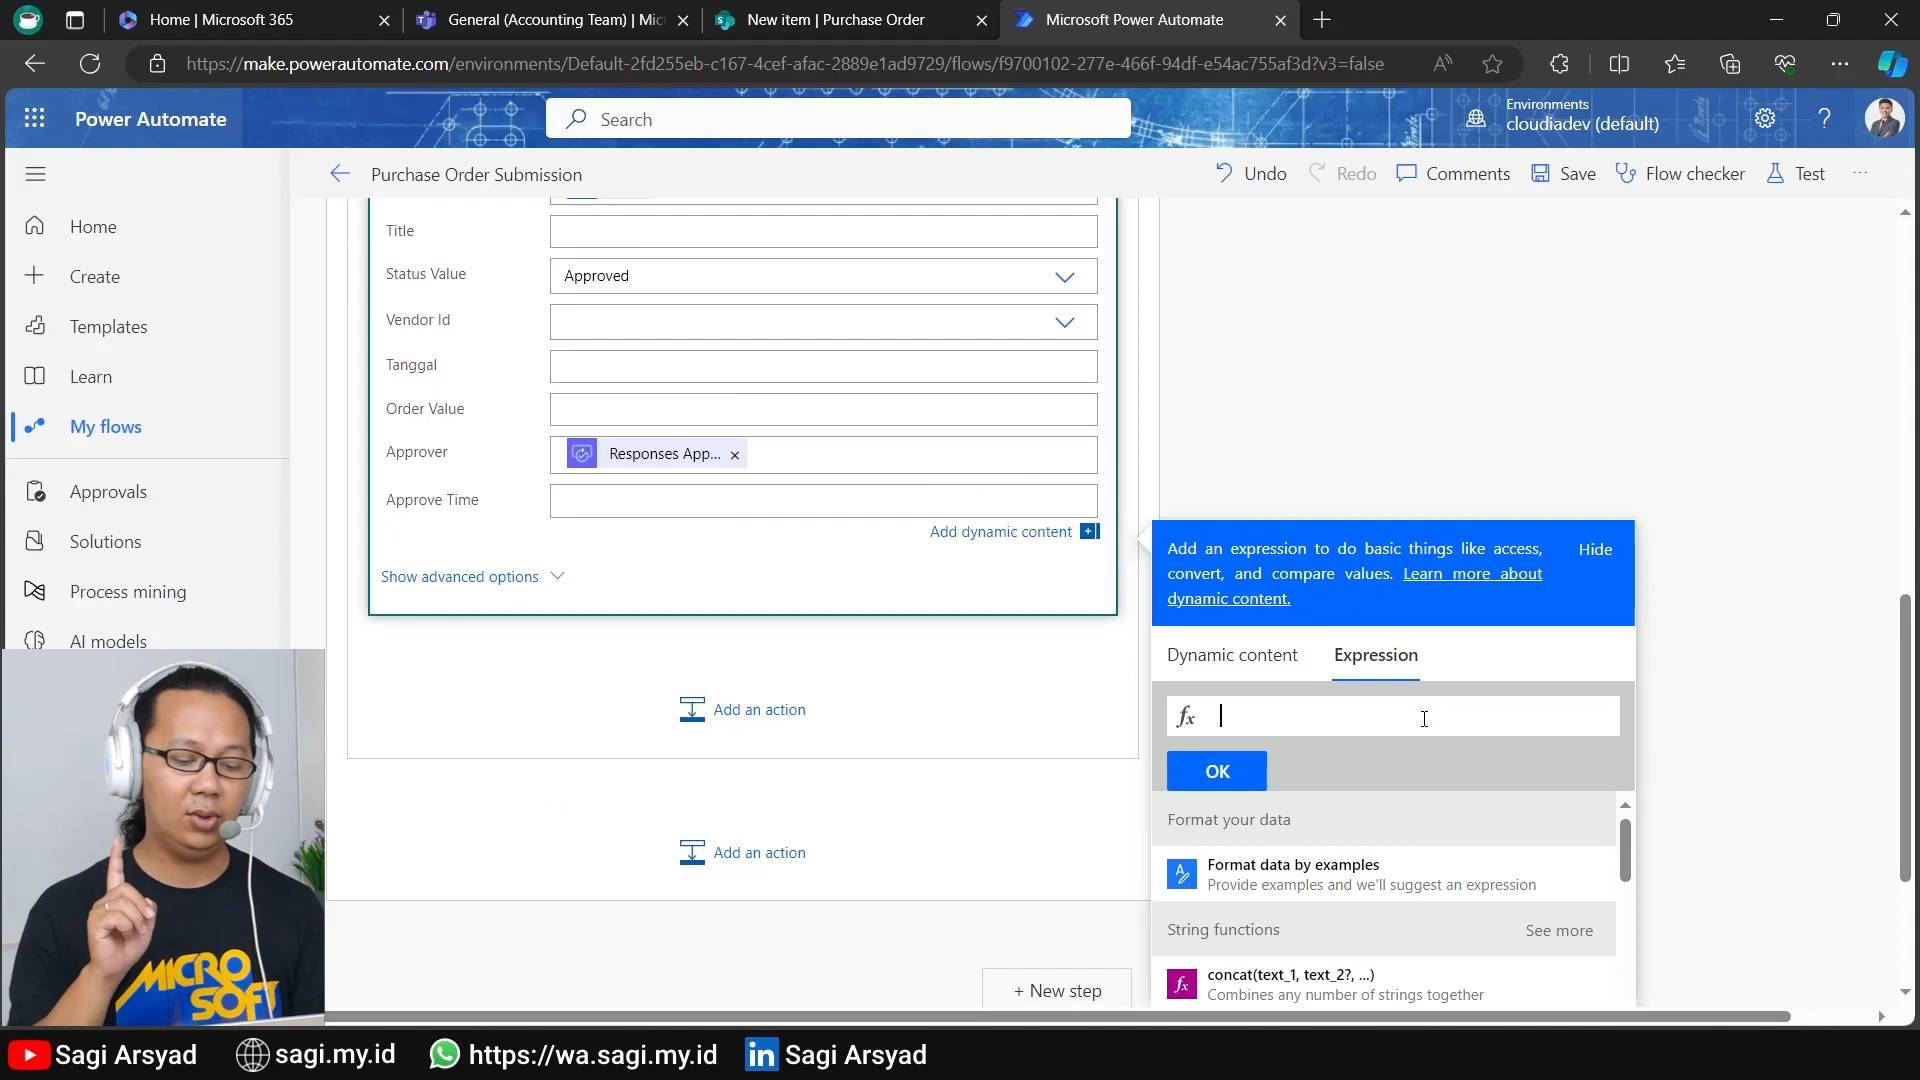 Home | Microsoft 365
General (Accounting Team) | Mic
New item | Purchase Order
Microsoft Power Automate
https://make.powerautomate.com/environments/Default-2fd255eb-c167-4cef-afac-2889e1ad9729/flows/f9700102-277e-466f-94df-e54ac755af3d?v3=false
Power Automate
Search
Environments
cloudiadev (default)
Purchase Order Submission
Undo
Redo
Comments
Save
Flow checker
Test
Home
Create
Templates
Learn
My flows
Approvals
Solutions
Process mining
AI models
Title
Status Value
Approved
Vendor Id
Tanggal
Order Value
Approver
Responses App...
Approve Time
Add dynamic content
Show advanced options
Add an action
Add an action
+ New step
Add an expression to do basic things like access,
convert, and compare values. Learn more about
dynamic content.
Hide
Dynamic content
Expression
fx
OK
Format your data
Format data by examples
Provide examples and we'll suggest an expression
String functions
See more
fx
concat(text_1, text_2?, ...)
Combines any number of strings together
MICRO
SOFT
Sagi Arsyad
sagi.my.id
https://wa.sagi.my.id
in
Sagi Arsyad